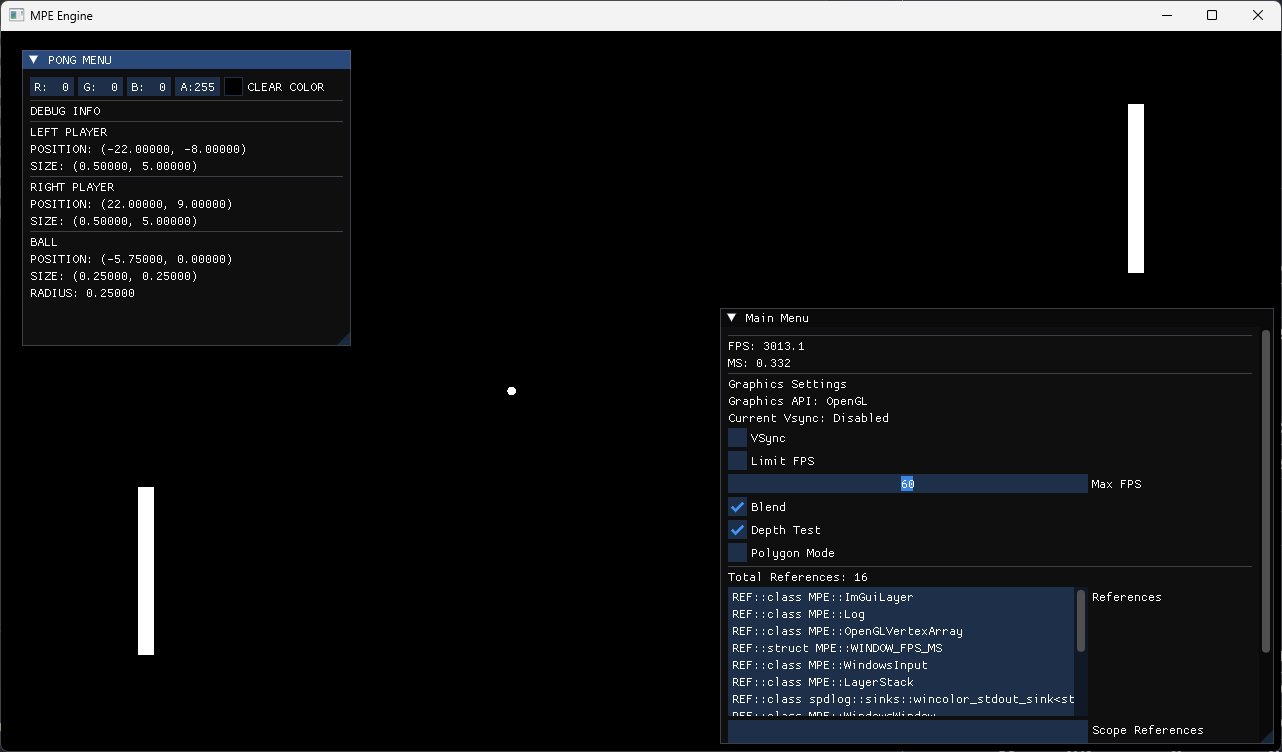 MPE Engine
PONG MENU
R: 0 G: 0 B: 0 A:255 CLEAR COLOR
DEBUG INFO
LEFT PLAYER
POSITION: (-22.00000, -8.00000)
SIZE: (0.50000, 5.00000)
RIGHT PLAYER
POSITION: (22.00000, 9.00000)
SIZE: (0.50000, 5.00000)
BALL
POSITION: (-5.75000, 0.00000)
SIZE: (0.25000, 0.25000)
RADIUS: 0.25000
Main Menu
FPS: 3013.1
MS: 0.332
Graphics Settings
Graphics API: OpenGL
Current Vsync: Disabled
VSync
Limit FPS
60 Max FPS
Blend
Depth Test
Polygon Mode
Total References: 16
REF::class MPE::ImGuiLayer References
REF::class MPE::Log
REF::class MPE::OpenGLVertexArray
REF::struct MPE::WINDOW_FPS_MS
REF::class MPE::WindowsInput
REF::class MPE::LayerStack
REF::class spdlog::sinks::wincolor_stdout_sink<st
REF::class MPE::WindowsWindow
Scope References